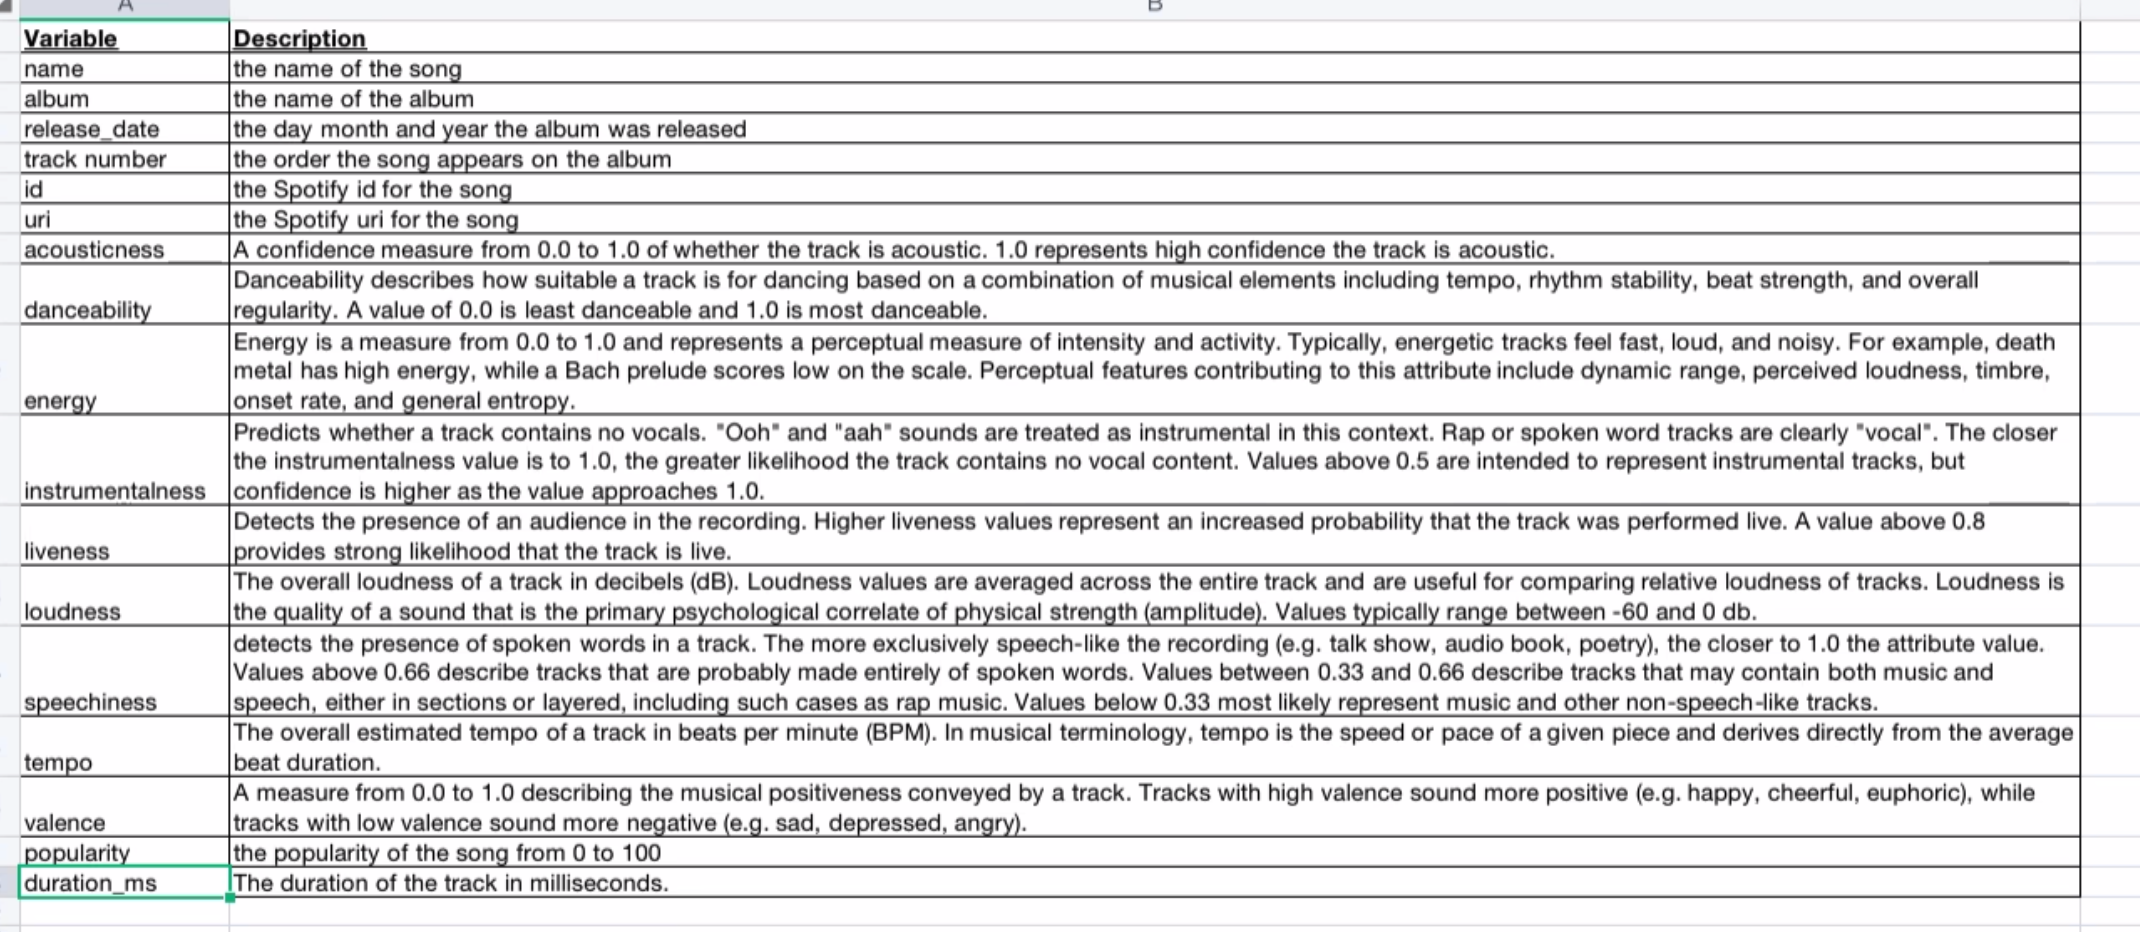 A B
Variable Description
name the name of the song
album the name of the album
release_date the day month and year the album was released
track number the order the song appears on the album
id the Spotify id for the song
uri the Spotify uri for the song
acousticness A confidence measure from 0.0 to 1.0 of whether the track is acoustic. 1.0 represents high confidence the track is acoustic.
Danceability describes how suitable a track is for dancing based on a combination of musical elements including tempo, rhythm stability, beat strength, and overall
danceability regularity. A value of 0.0 is least danceable and 1.0 is most danceable.
Energy is a measure from 0.0 to 1.0 and represents a perceptual measure of intensity and activity. Typically, energetic tracks feel fast, loud, and noisy. For example, death
metal has high energy, while a Bach prelude scores low on the scale. Perceptual features contributing to this attribute include dynamic range, perceived loudness, timbre,
energy onset rate, and general entropy.
Predicts whether a track contains no vocals. "Ooh" and "aah" sounds are treated as instrumental in this context. Rap or spoken word tracks are clearly "vocal". The closer
the instrumentalness value is to 1.0, the greater likelihood the track contains no vocal content. Values above 0.5 are intended to represent instrumental tracks, but
instrumentalness confidence is higher as the value approaches 1.0.
Detects the presence of an audience in the recording. Higher liveness values represent an increased probability that the track was performed live. A value above 0.8
liveness provides strong likelihood that the track is live.
The overall loudness of a track in decibels (dB). Loudness values are averaged across the entire track and are useful for comparing relative loudness of tracks. Loudness is
loudness the quality of a sound that is the primary psychological correlate of physical strength (amplitude). Values typically range between -60 and 0 db.
detects the presence of spoken words in a track. The more exclusively speech-like the recording (e.g. talk show, audio book, poetry), the closer to 1.0 the attribute value.
Values above 0.66 describe tracks that are probably made entirely of spoken words. Values between 0.33 and 0.66 describe tracks that may contain both music and
speechiness speech, either in sections or layered, including such cases as rap music. Values below 0.33 most likely represent music and other non-speech-like tracks.
The overall estimated tempo of a track in beats per minute (BPM). In musical terminology, tempo is the speed or pace of a given piece and derives directly from the average
tempo beat duration.
A measure from 0.0 to 1.0 describing the musical positiveness conveyed by a track. Tracks with high valence sound more positive (e.g. happy, cheerful, euphoric), while
valence tracks with low valence sound more negative (e.g. sad, depressed, angry).
popularity the popularity of the song from 0 to 100
duration_ms The duration of the track in milliseconds.